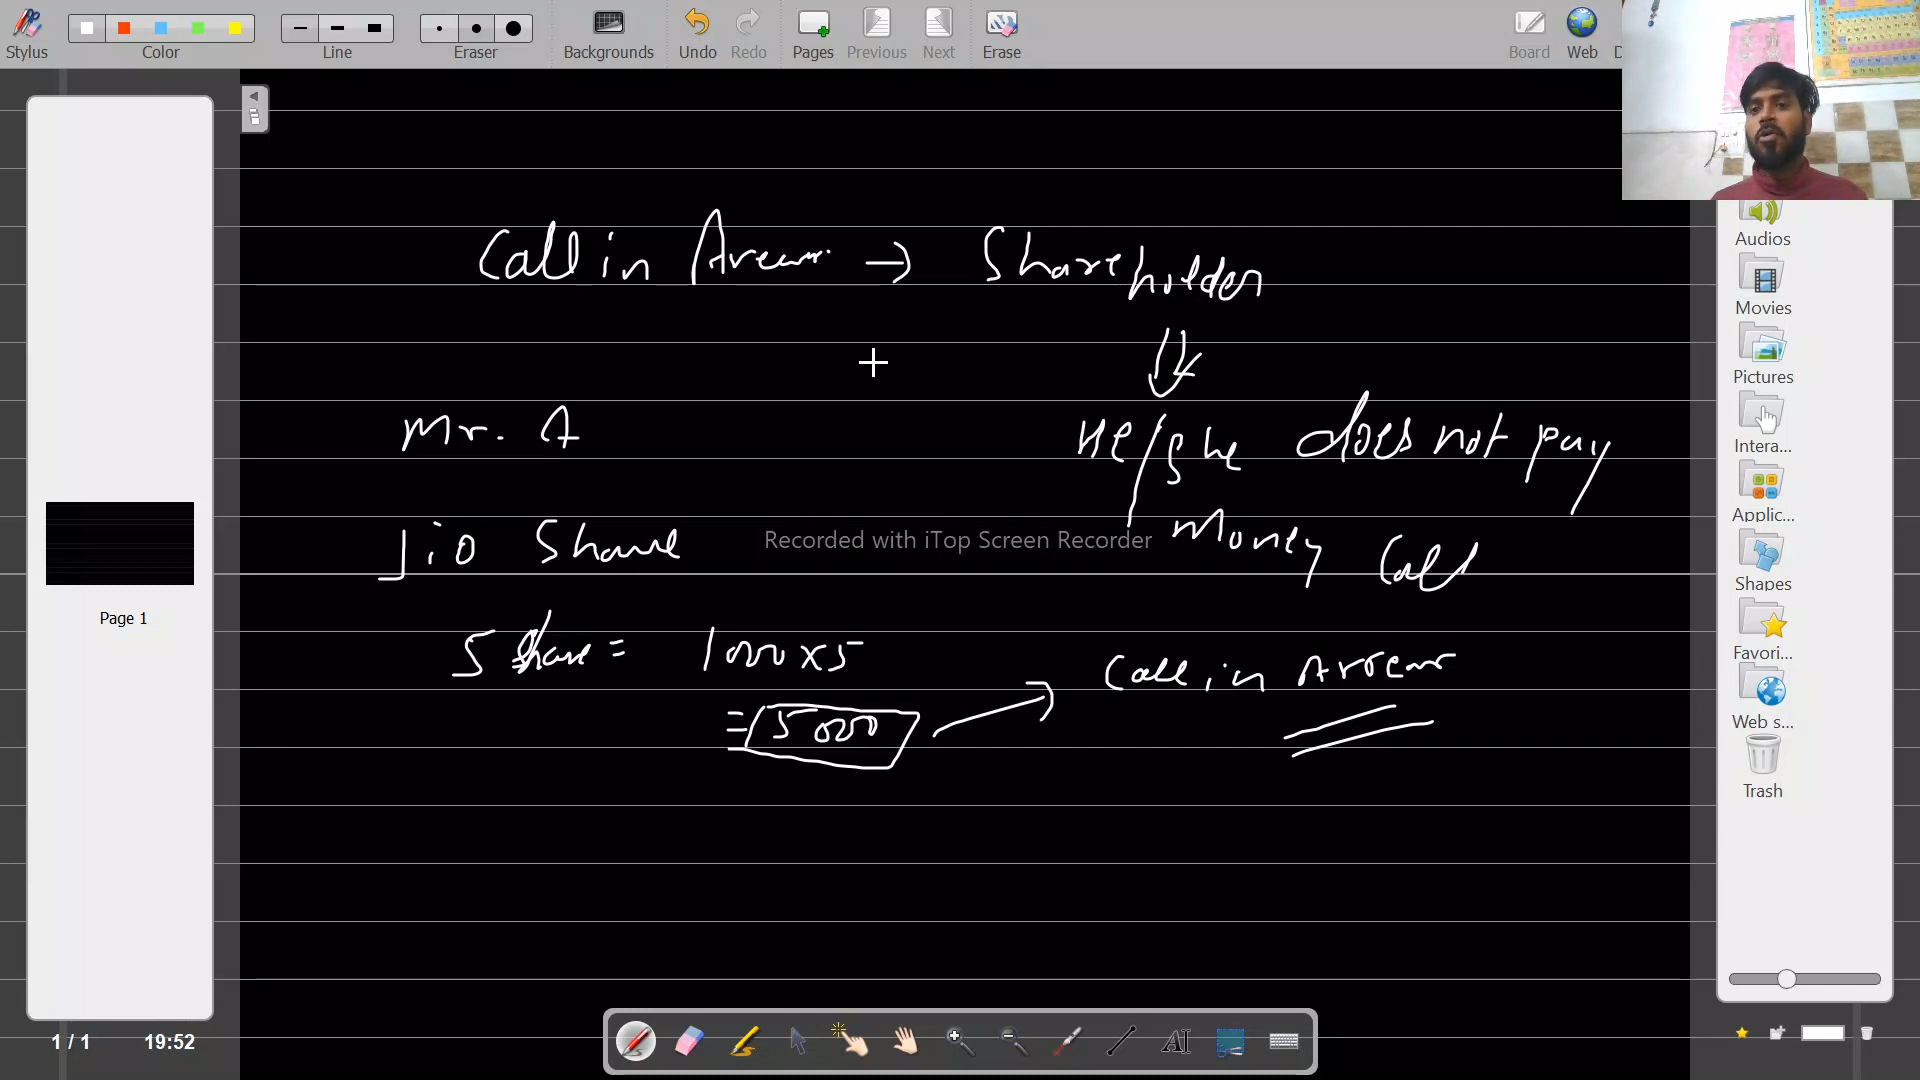 Stylus Color Line Eraser Backgrounds Undo Redo Pages Previous Next Erase Board Web D
Audios
Movies
Pictures
Intera...
Applic...
Shapes
Favori...
Web s...
Trash
Page 1
Call in Arear. → Shareholder
Mr. A
He/She does not pay
Jio Share
Money Call
Recorded with iTop Screen Recorder
5 Share = 1000 x 5
= 5000 → Call in Arrear
1 / 1 19:52
AI